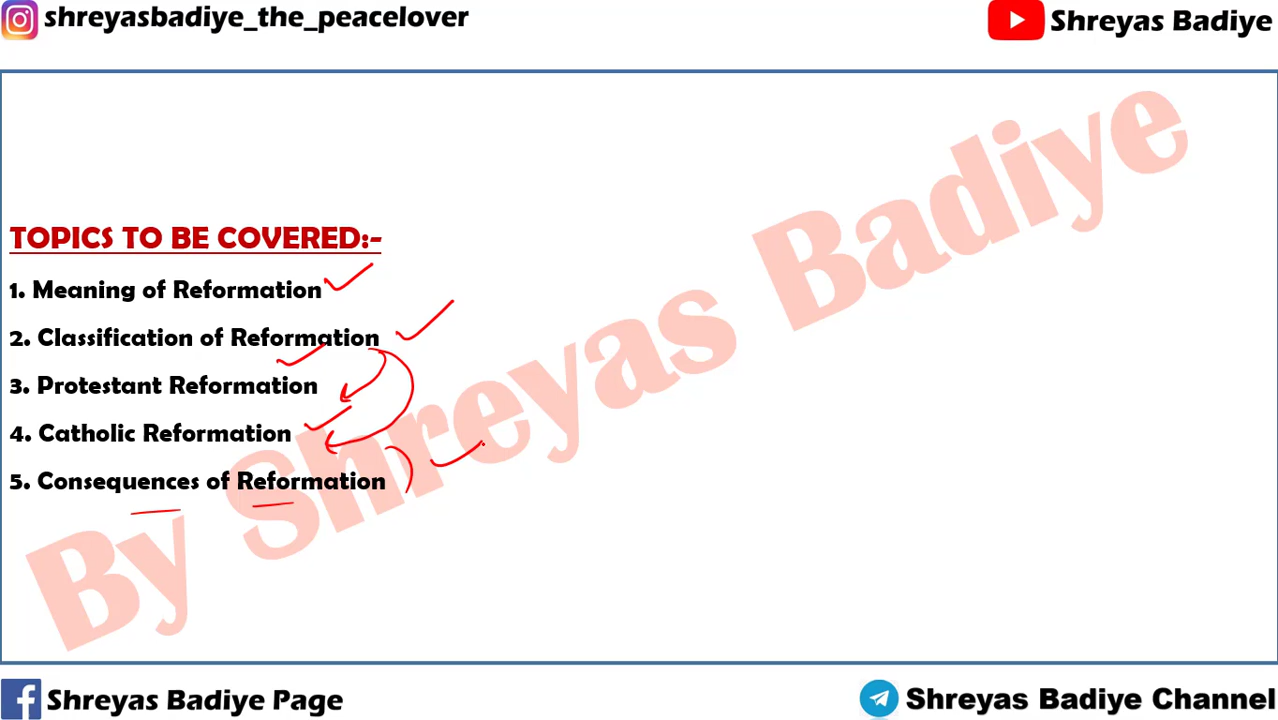 shreyasbadiye_the_peacelover
Shreyas Badiye
TOPICS TO BE COVERED:-
1. Meaning of Reformation
2. Classification of Reformation
3. Protestant Reformation
4. Catholic Reformation
5. Consequences of Reformation
By Shreyas Badiye
Shreyas Badiye Page
Shreyas Badiye Channel